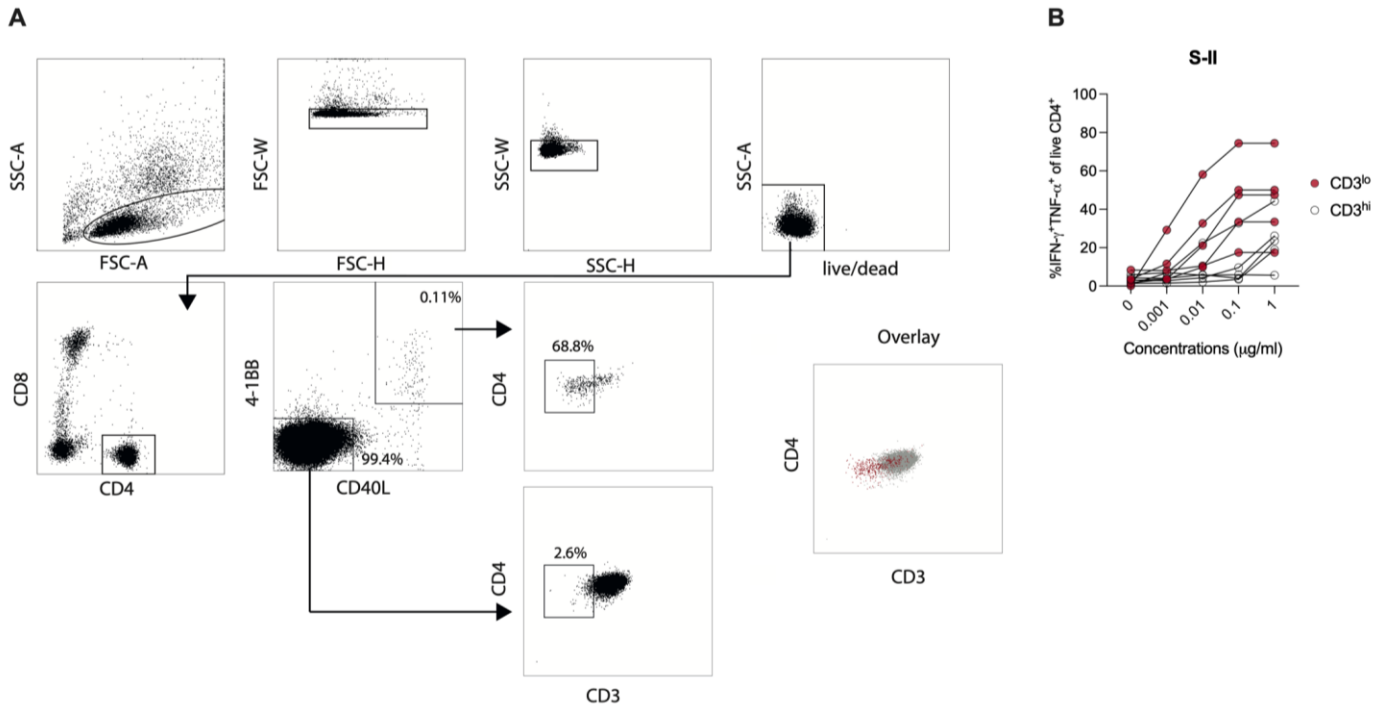 A
SSC-A
FSC-A
FSC-W
FSC-H
SSC-W
SSC-H
SSC-A
live/dead
CD8
CD4
4-1BB
0.11%
99.4%
CD40L
CD4
68.8%
CD4
2.6%
CD3
Overlay
CD4
CD3
B
S-II
%IFN-γ⁺TNF-α⁺ of live CD4⁺
100
80
60
40
20
0
0
0.001
0.01
0.1
1
Concentrations (μg/ml)
CD3ˡᵒ
CD3ʰⁱ